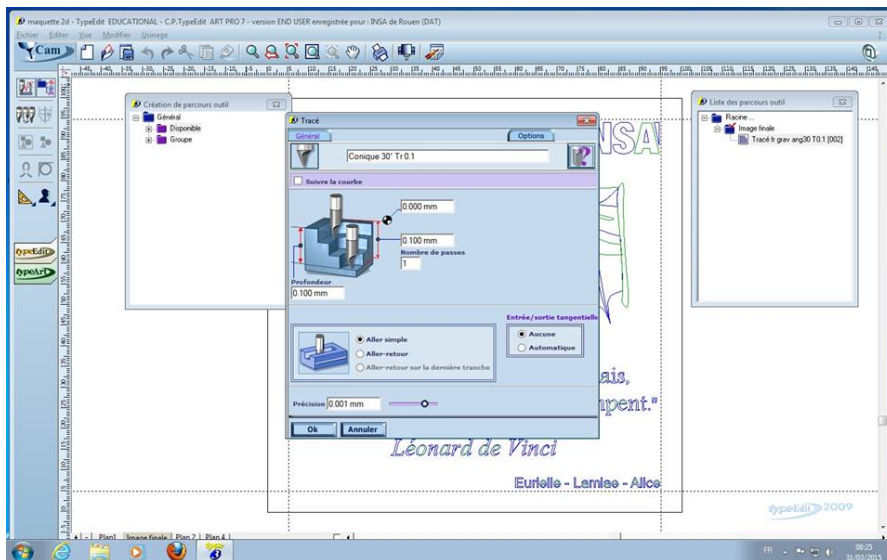 maquette 2d - TypeEdit EDUCATIONAL - C.P.TypeEdit ART PRO 7 - version END USER enregistrée pour : INSA de Rouen (DAT)
Fichier Editer Vue Modifier Usinage
Cam
Création de parcours outil
Général
Disponible
Groupe
Tracé
Général Options
Conique 30° Tr 0.1
Suivre la courbe
0.000 mm
0.100 mm
Nombre de passes
1
Profondeur
0.100 mm
Entrée/sortie tangentielle
Aucune
Automatique
Aller simple
Aller-retour
Aller-retour sur la dernière tranche
Précision 0.001 mm
Ok Annuler
Liste des parcours outil
Racine...
Image finale
Tracé fr grav ang30 T0.1 [002]
typeEdit
typeArt
NSA
ais,
mpent."
Léonard de Vinci
Eurielle - Lamiae - Alice
typeEdit 2009
Plan1 Image finale Plan 2 Plan 4
FR
08:25
31/03/2015